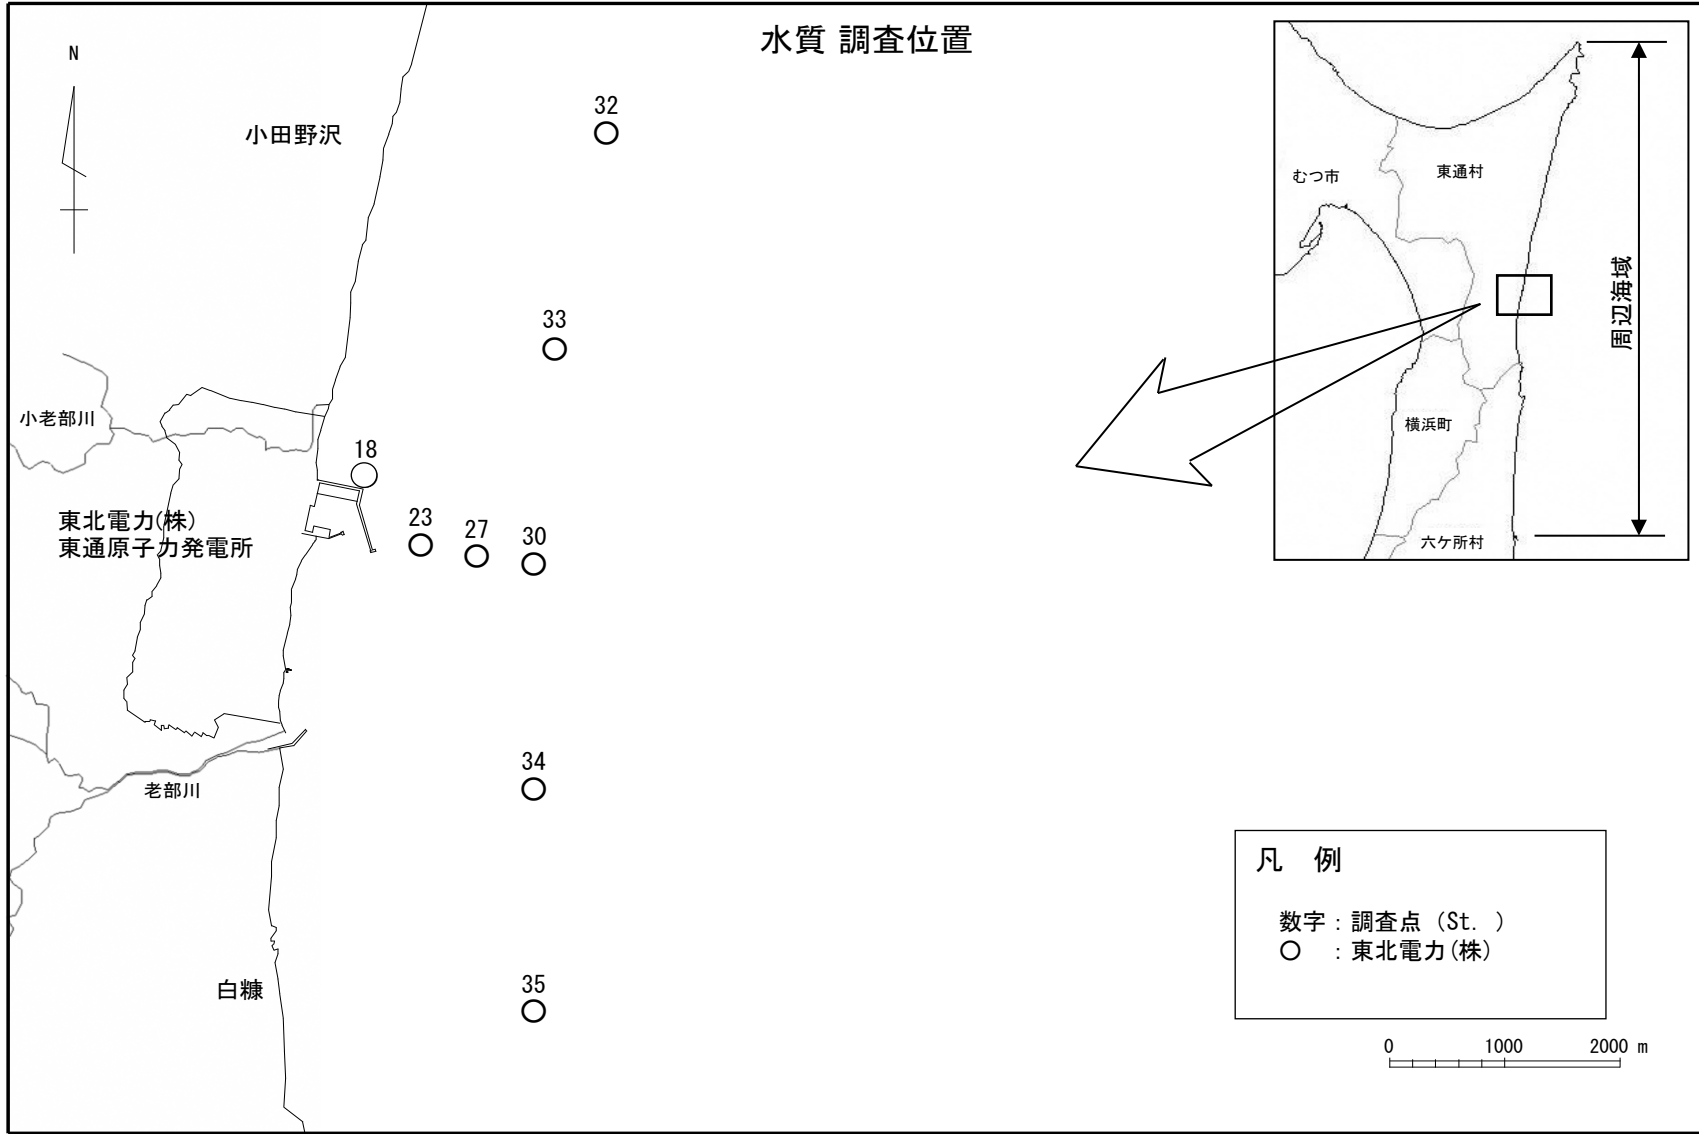 水質 調査位置
N
小田野沢
32
33
小老部川
18
東北電力(株)
東通原子力発電所
23
27
30
34
老部川
白糠
35
むつ市
東通村
周辺海域
横浜町
六ケ所村
凡 例
数字：調査点（St. ）
○ ：東北電力(株)
0 1000 2000 m